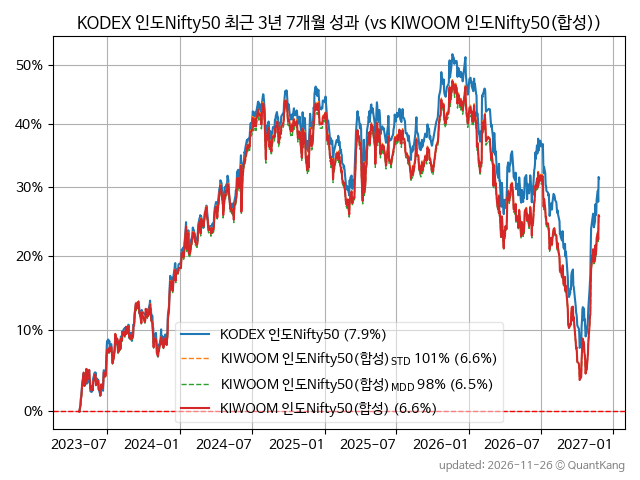 KODEX 인도Nifty50 최근 3년 7개월 성과 (vs KIWOOM 인도Nifty50(합성))
50%
40%
30%
20%
10%
0%
KODEX 인도Nifty50 (7.9%)
KIWOOM 인도Nifty50(합성)STD 101% (6.6%)
KIWOOM 인도Nifty50(합성)MDD 98% (6.5%)
KIWOOM 인도Nifty50(합성) (6.6%)
2023-07 2024-01 2024-07 2025-01 2025-07 2026-01 2026-07 2027-01
updated: 2026-11-26 © QuantKang